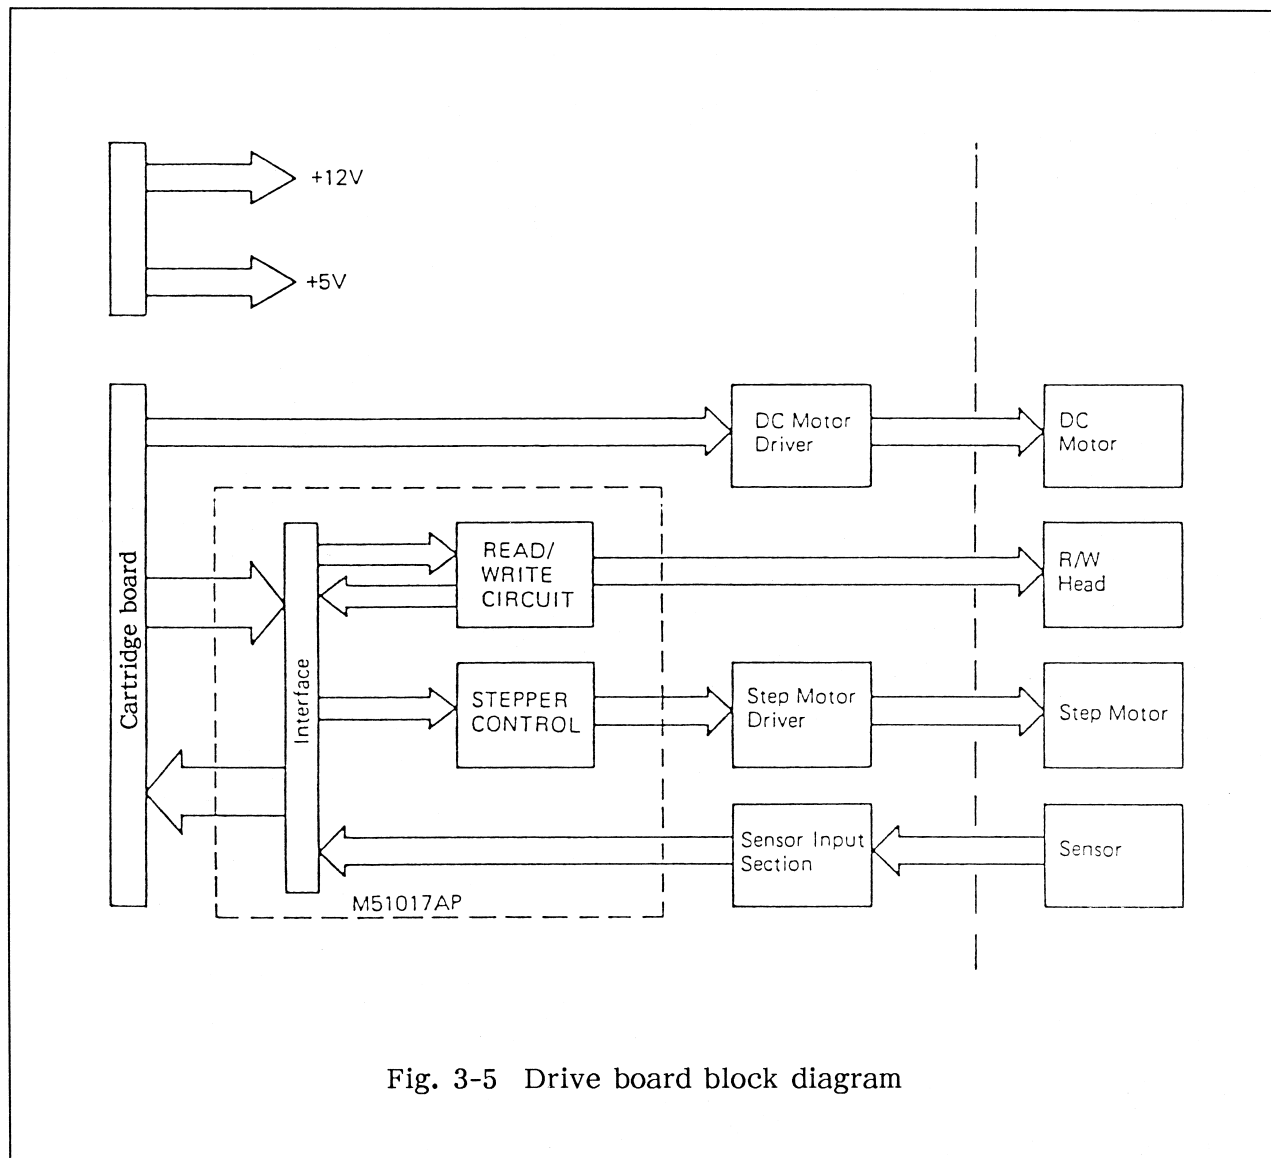 +12V
+5V
Cartridge board
DC Motor
Driver
DC
Motor
Interface
READ/
WRITE
CIRCUIT
R/W
Head
STEPPER
CONTROL
Step Motor
Driver
Step Motor
Sensor Input
Section
Sensor
M51017AP
Fig. 3-5 Drive board block diagram